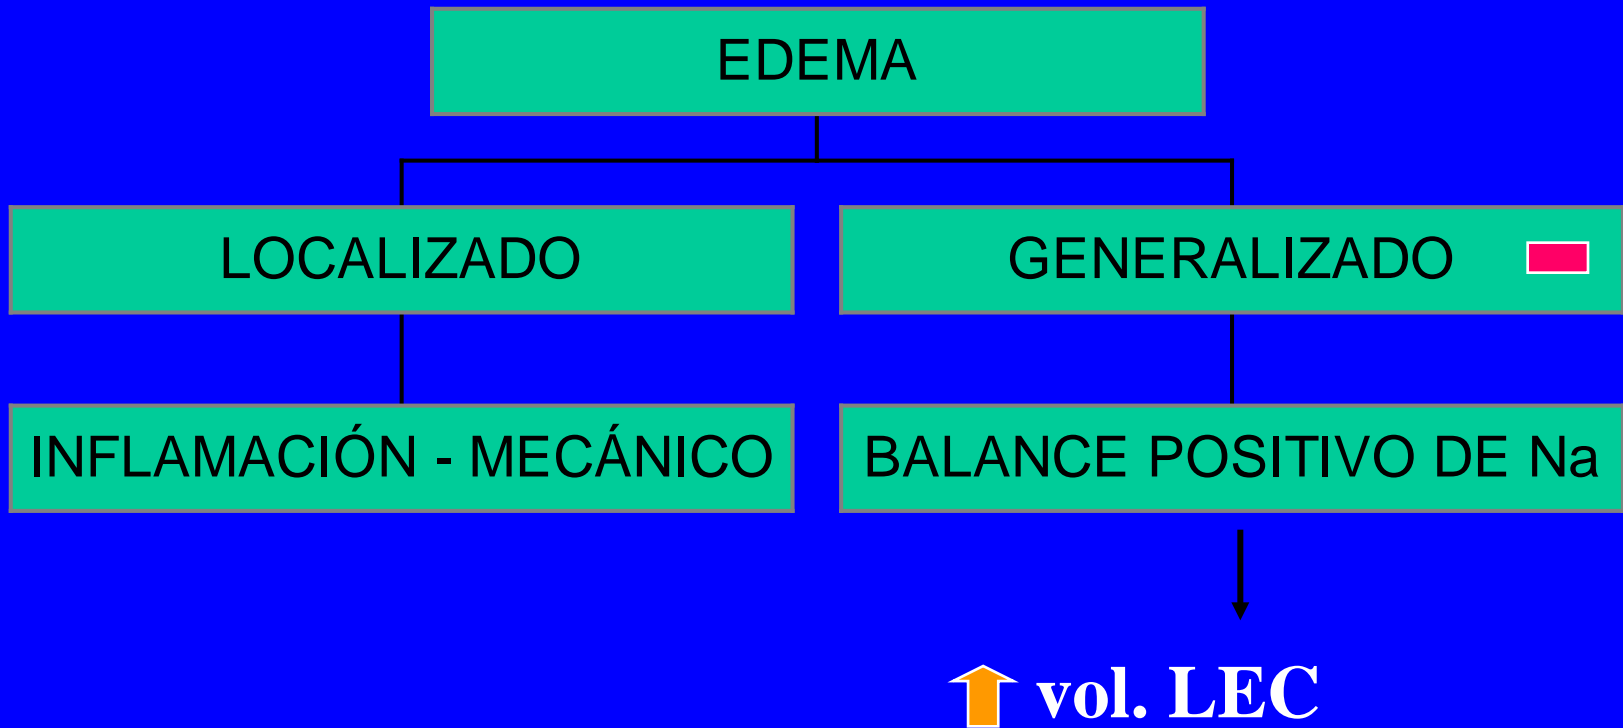 EDEMA
LOCALIZADO
GENERALIZADO
INFLAMACIÓN - MECÁNICO
BALANCE POSITIVO DE Na
vol. LEC